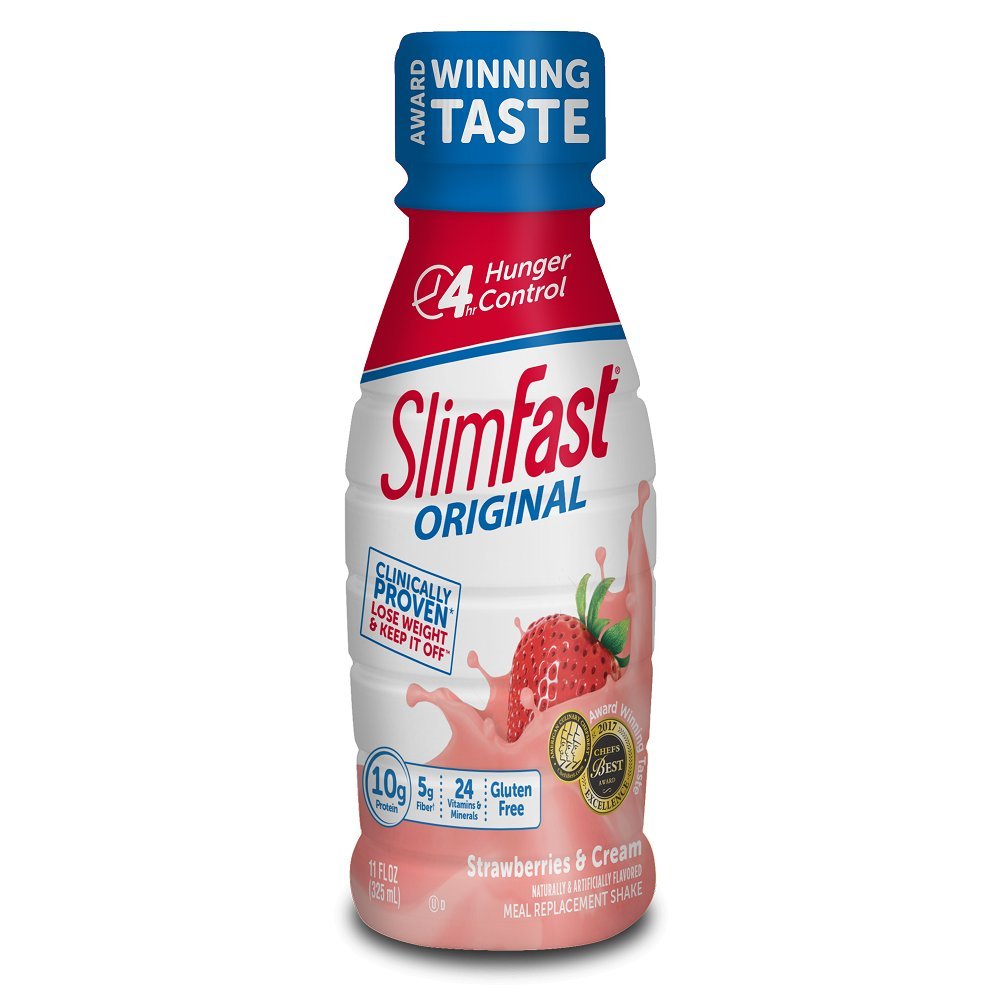 AWARD
WINNING
TASTE
4hr Hunger
Control
SlimFast®
ORIGINAL
CLINICALLY
PROVEN*
LOSE WEIGHT
& KEEP IT OFF™
10g
Protein
5g
Fiber†
24
Vitamins &
Minerals
Gluten
Free
Award Winning Taste
2017
CHEFS
BEST
AWARD
EXCELLENCE
Strawberries & Cream
NATURALLY & ARTIFICIALLY FLAVORED
MEAL REPLACEMENT SHAKE
11 FL OZ
(325 mL)
U D